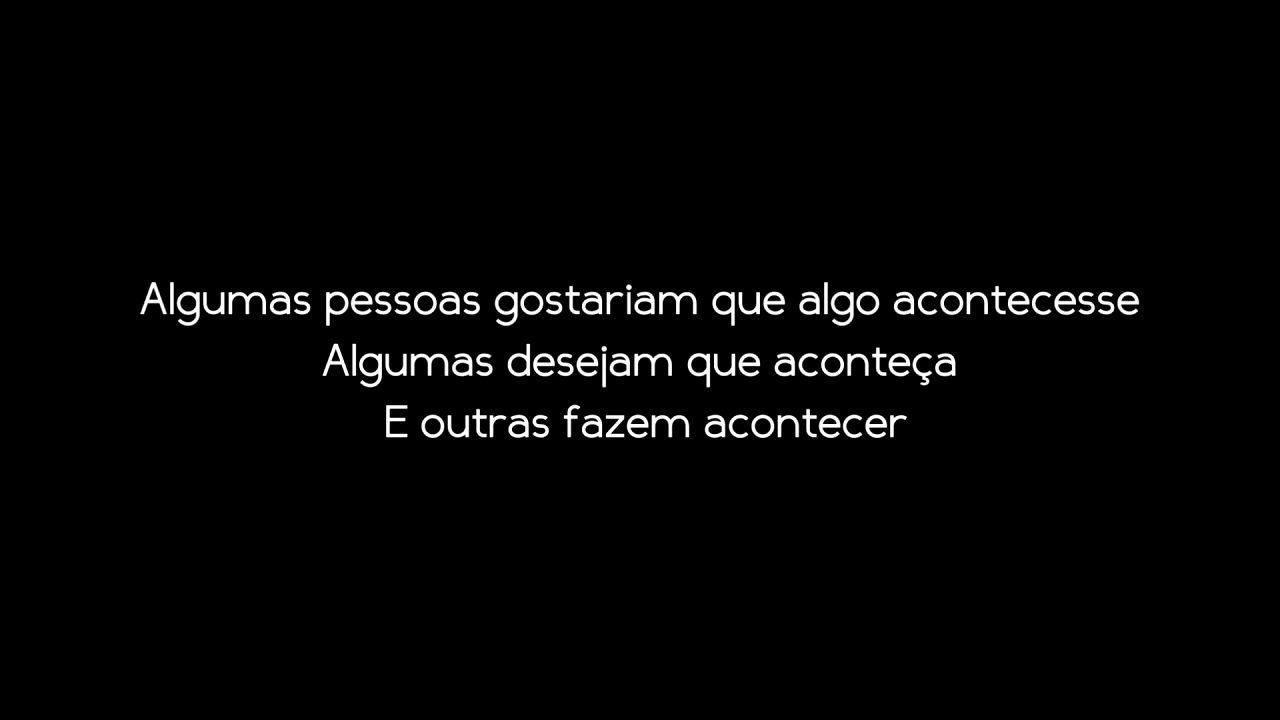 Algumas pessoas gostariam que algo acontecesse
Algumas desejam que aconteça
E outras fazem acontecer